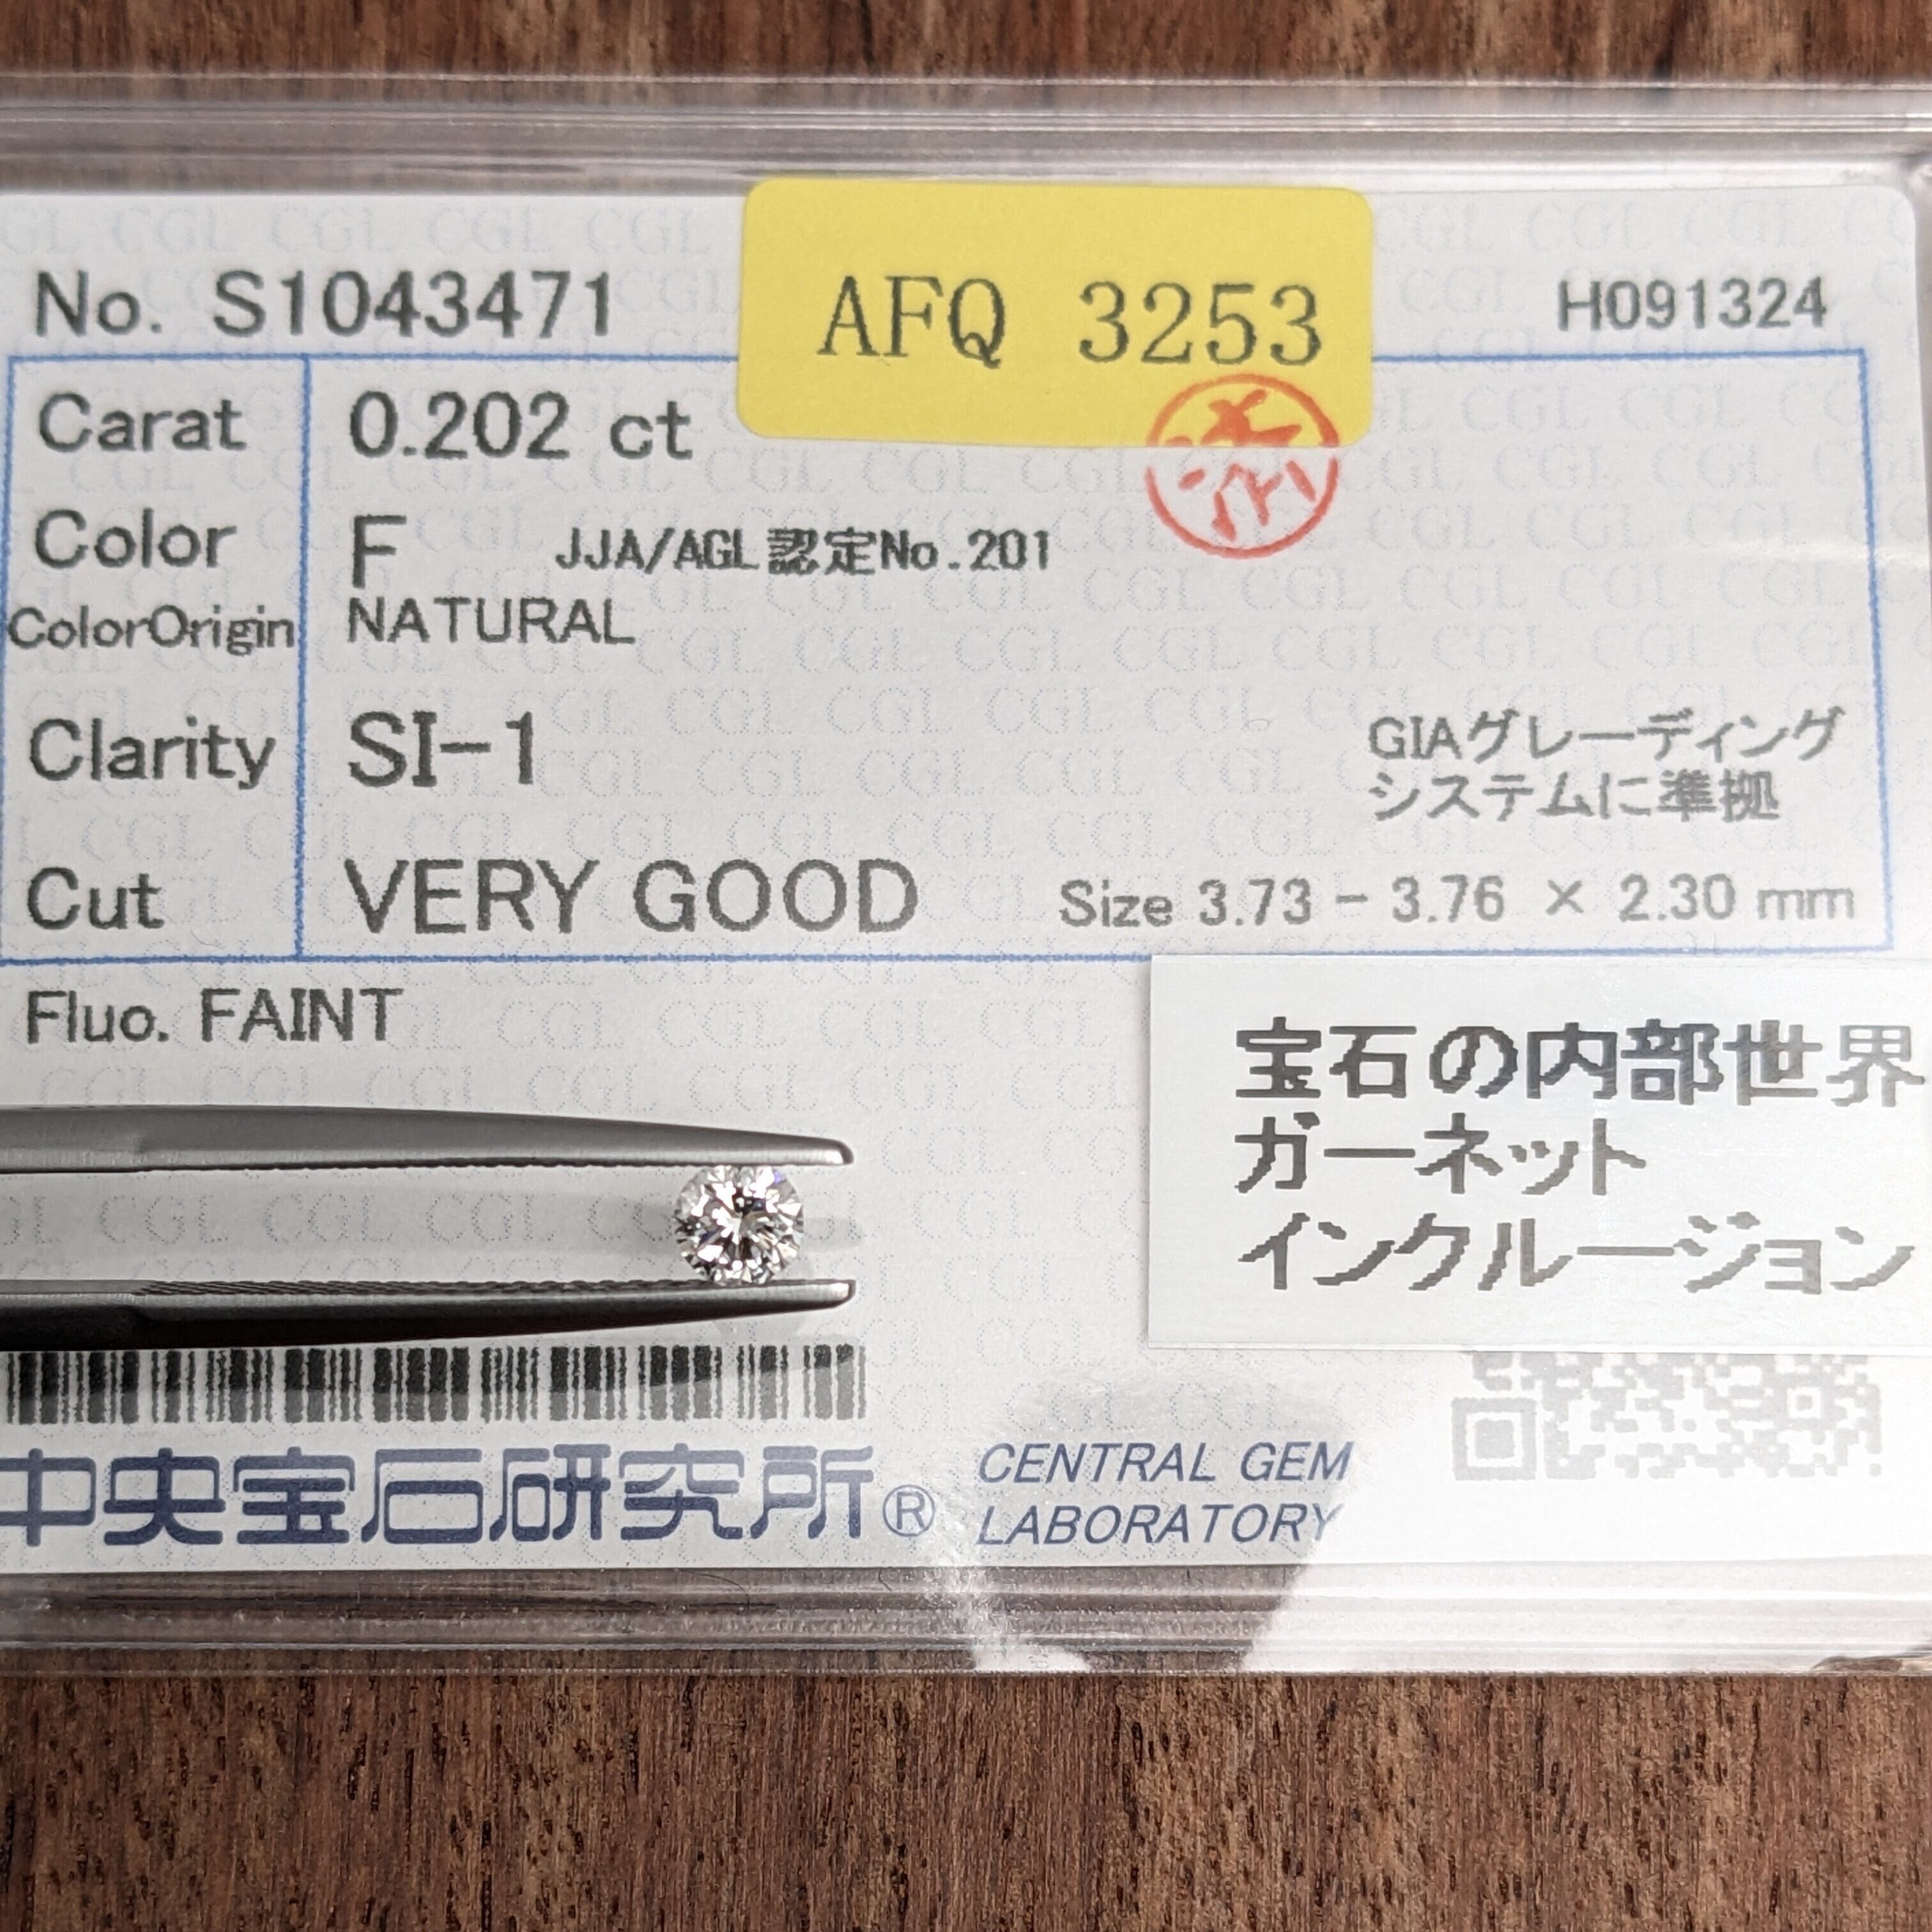 No. S1043471
AFQ 3253
H091324
Carat 0.202 ct
Color F JJA/AGL認定No.201
ColorOrigin NATURAL
Clarity SI-1
GIAグレーディング
システムに準拠
Cut VERY GOOD Size 3.73 - 3.76 × 2.30 mm
Fluo. FAINT
宝石の内部世界
ガーネット
インクルージョン
中央宝石研究所® CENTRAL GEM
LABORATORY